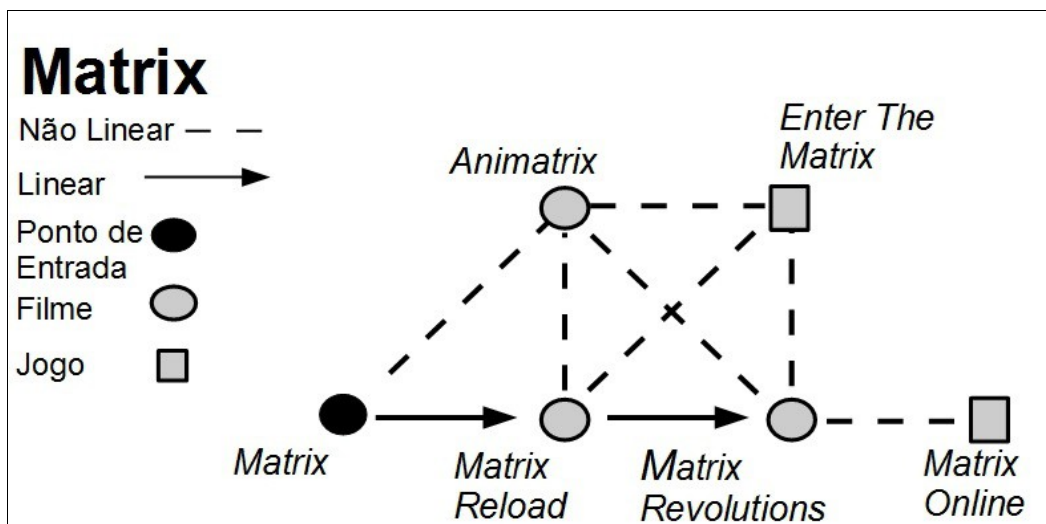 Matrix
Não Linear
Linear
Ponto de
Entrada
Filme
Jogo
Animatrix
Enter The
Matrix
Matrix
Matrix
Reload
Matrix
Revolutions
Matrix
Online